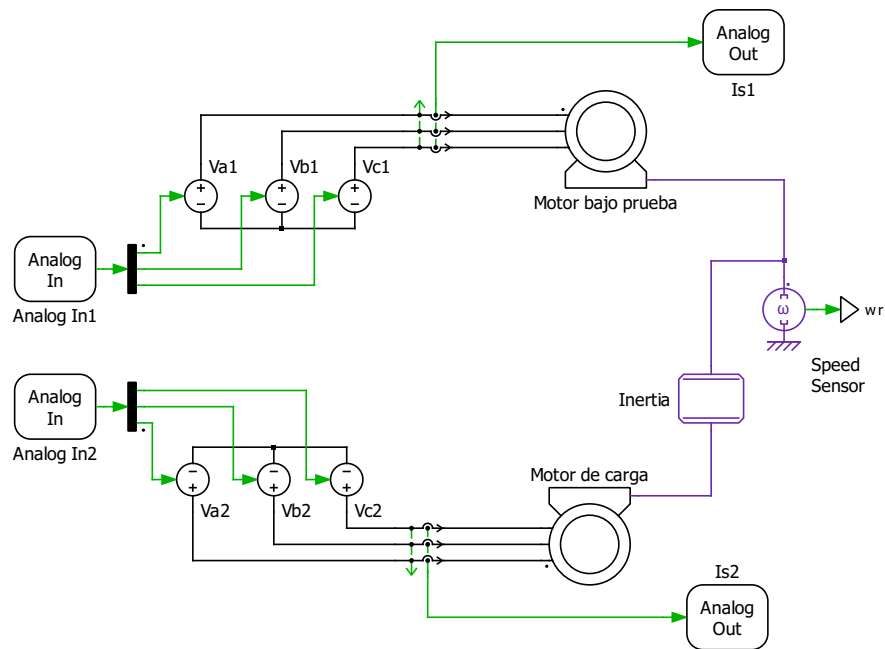 Analog
Out
Is1
Va1
Vb1
Vc1
Motor bajo prueba
Analog
In
Analog In1
ω
wr
Speed
Sensor
Inertia
Analog
In
Analog In2
Motor de carga
Va2
Vb2
Vc2
Is2
Analog
Out